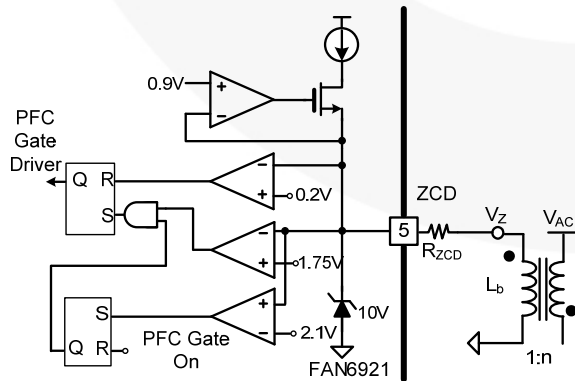 0.9V
+
-
PFC
Gate
Driver
Q
R
S
-
+
0.2V
ZCD
5
R_ZCD
V_Z
V_AC
-
+
1.75V
L_b
S
Q
R
+
-
2.1V
10V
PFC Gate
On
FAN6921
1:n